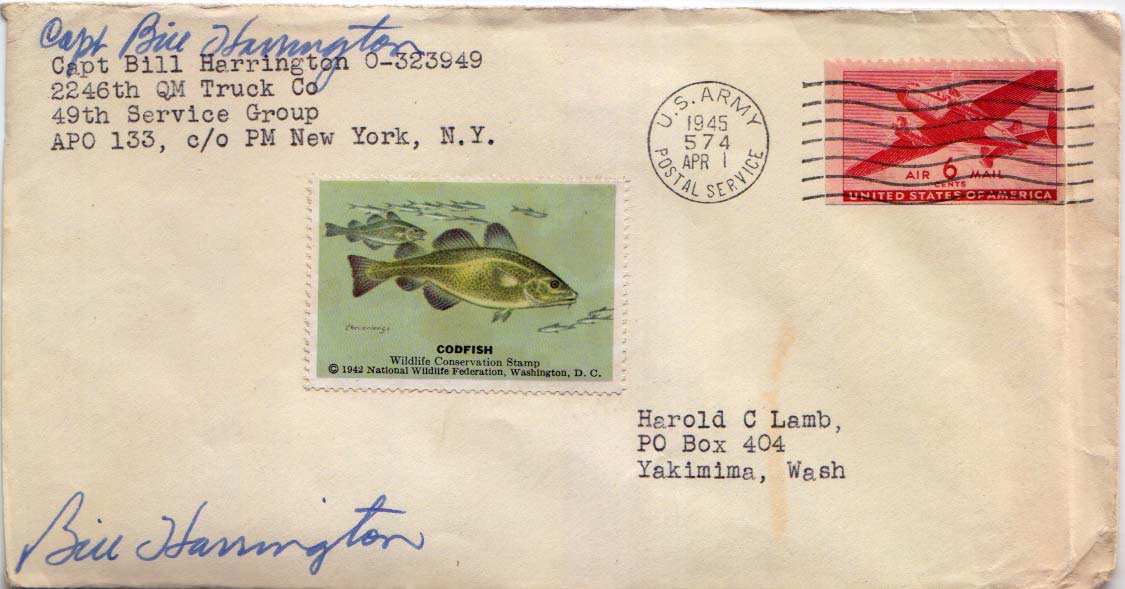 Capt Bill Harrington
Capt Bill Harrington O-323949
2246th QM Truck Co
49th Service Group
APO 133, c/o PM New York, N.Y.
U.S. ARMY
1945
574
APR 1
POSTAL SERVICE
AIR 6 MAIL
CENTS
UNITED STATES OF AMERICA
CODFISH
Wildlife Conservation Stamp
© 1942 National Wildlife Federation, Washington, D. C.
Harold C Lamb,
PO Box 404
Yakimima, Wash
Bill Harrington